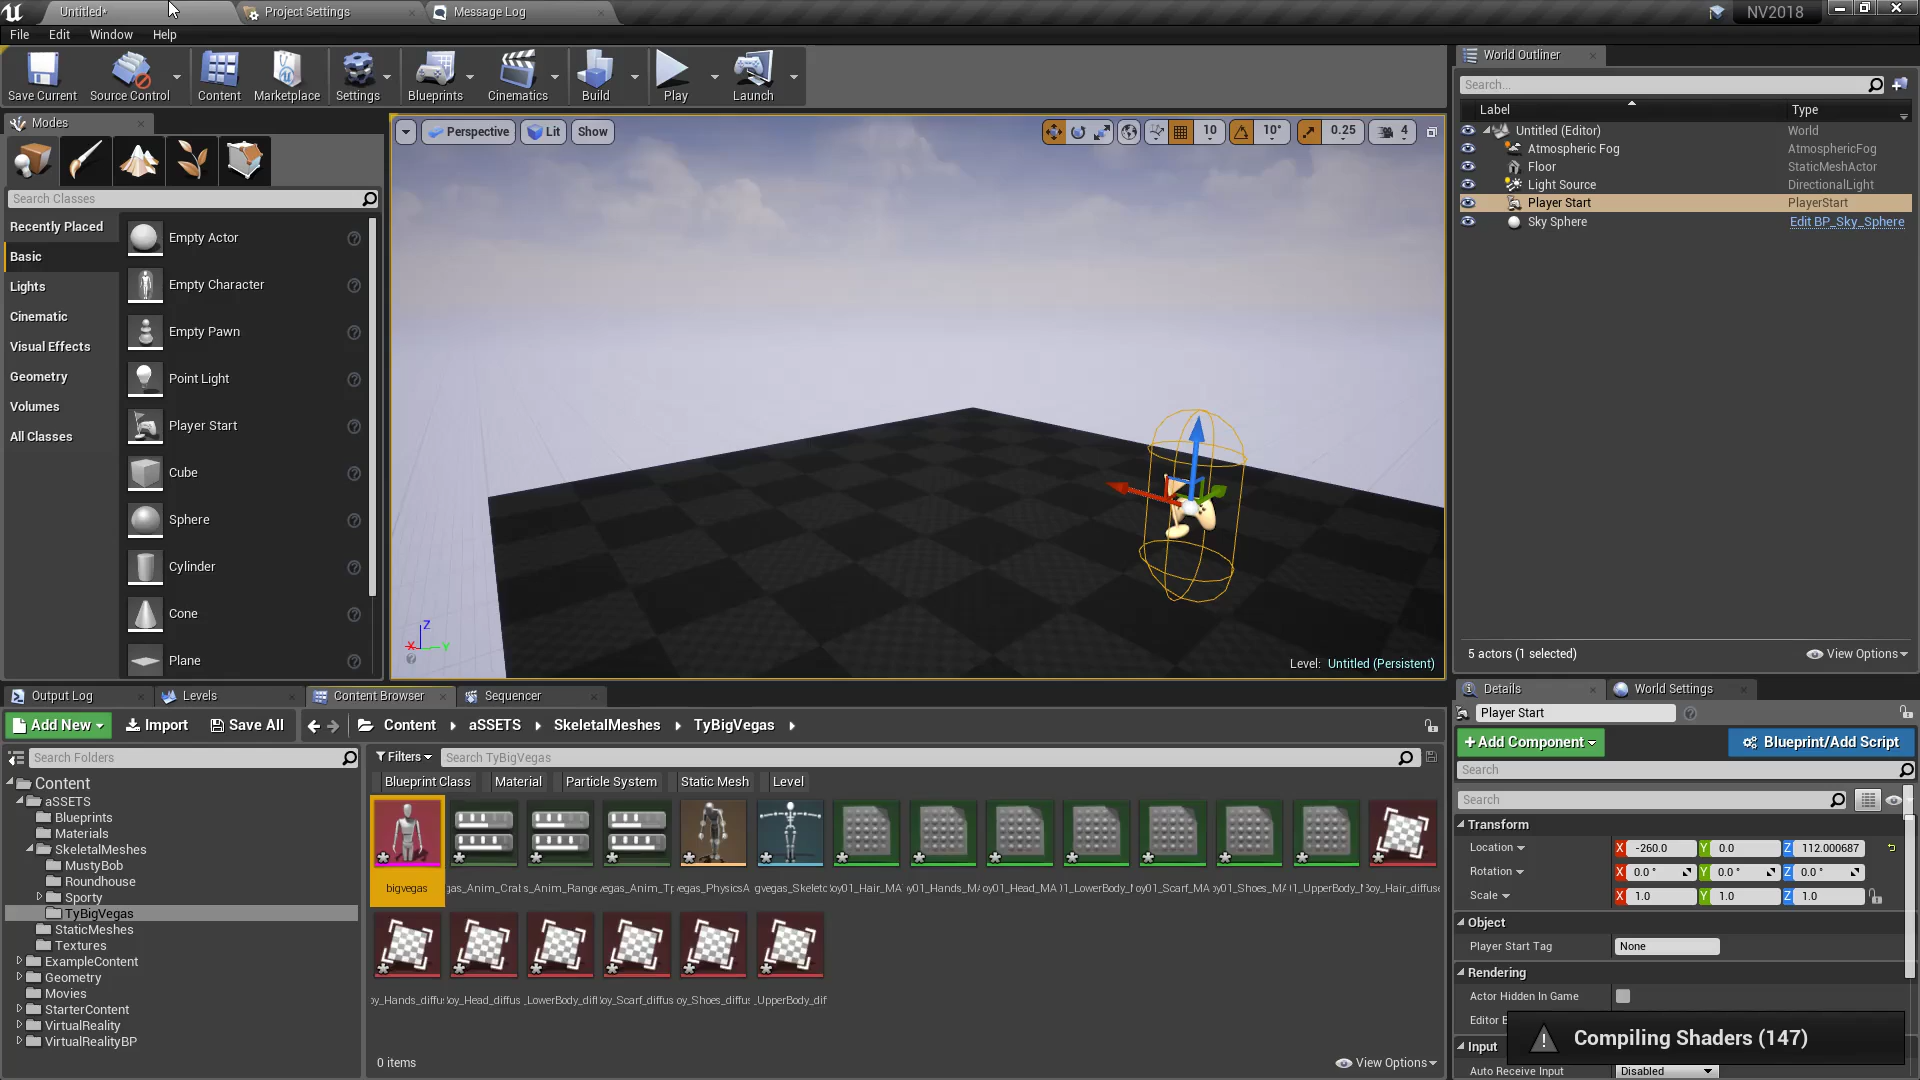 Untitled*
Project Settings
Message Log
NV2018
File
Edit
Window
Help
Save Current
Source Control
Content
Marketplace
Settings
Blueprints
Cinematics
Build
Play
Launch
World Outliner
Search...
Label
Type
Untitled (Editor)
World
Atmospheric Fog
AtmosphericFog
Floor
StaticMeshActor
Light Source
DirectionalLight
Player Start
PlayerStart
Sky Sphere
Edit BP_Sky_Sphere
5 actors (1 selected)
View Options
Modes
Search Classes
Recently Placed
Basic
Lights
Cinematic
Visual Effects
Geometry
Volumes
All Classes
Empty Actor
Empty Character
Empty Pawn
Point Light
Player Start
Cube
Sphere
Cylinder
Cone
Plane
Perspective
Lit
Show
10
10°
0.25
4
Z
X
Y
Level: Untitled (Persistent)
Output Log
Levels
Content Browser
Sequencer
Add New
Import
Save All
Content
aSSETS
SkeletalMeshes
TyBigVegas
Search Folders
Filters
Search TyBigVegas
Blueprint Class
Material
Particle System
Static Mesh
Level
Content
aSSETS
Blueprints
Materials
SkeletalMeshes
MustyBob
Roundhouse
Sporty
TyBigVegas
StaticMeshes
Textures
ExampleContent
Geometry
Movies
StarterContent
VirtualReality
VirtualRealityBP
bigvegas
0 items
View Options
Details
World Settings
Player Start
Add Component
Blueprint/Add Script
Search
Search
Transform
Location
X -260.0
Y 0.0
Z 112.000687
Rotation
X 0.0 °
Y 0.0 °
Z 0.0 °
Scale
X 1.0
Y 1.0
Z 1.0
Object
Player Start Tag
None
Rendering
Actor Hidden In Game
Editor B
Compiling Shaders (147)
Input
Auto Receive Input
Disabled